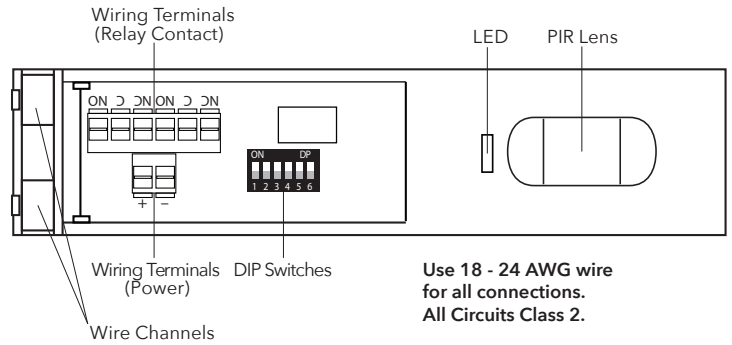 Wiring Terminals
(Relay Contact)
LED
PIR Lens
NO C NC NO C NC
ON DP
1 2 3 4 5 6
+ –
Wiring Terminals
(Power)
DIP Switches
Use 18 - 24 AWG wire
for all connections.
All Circuits Class 2.
Wire Channels